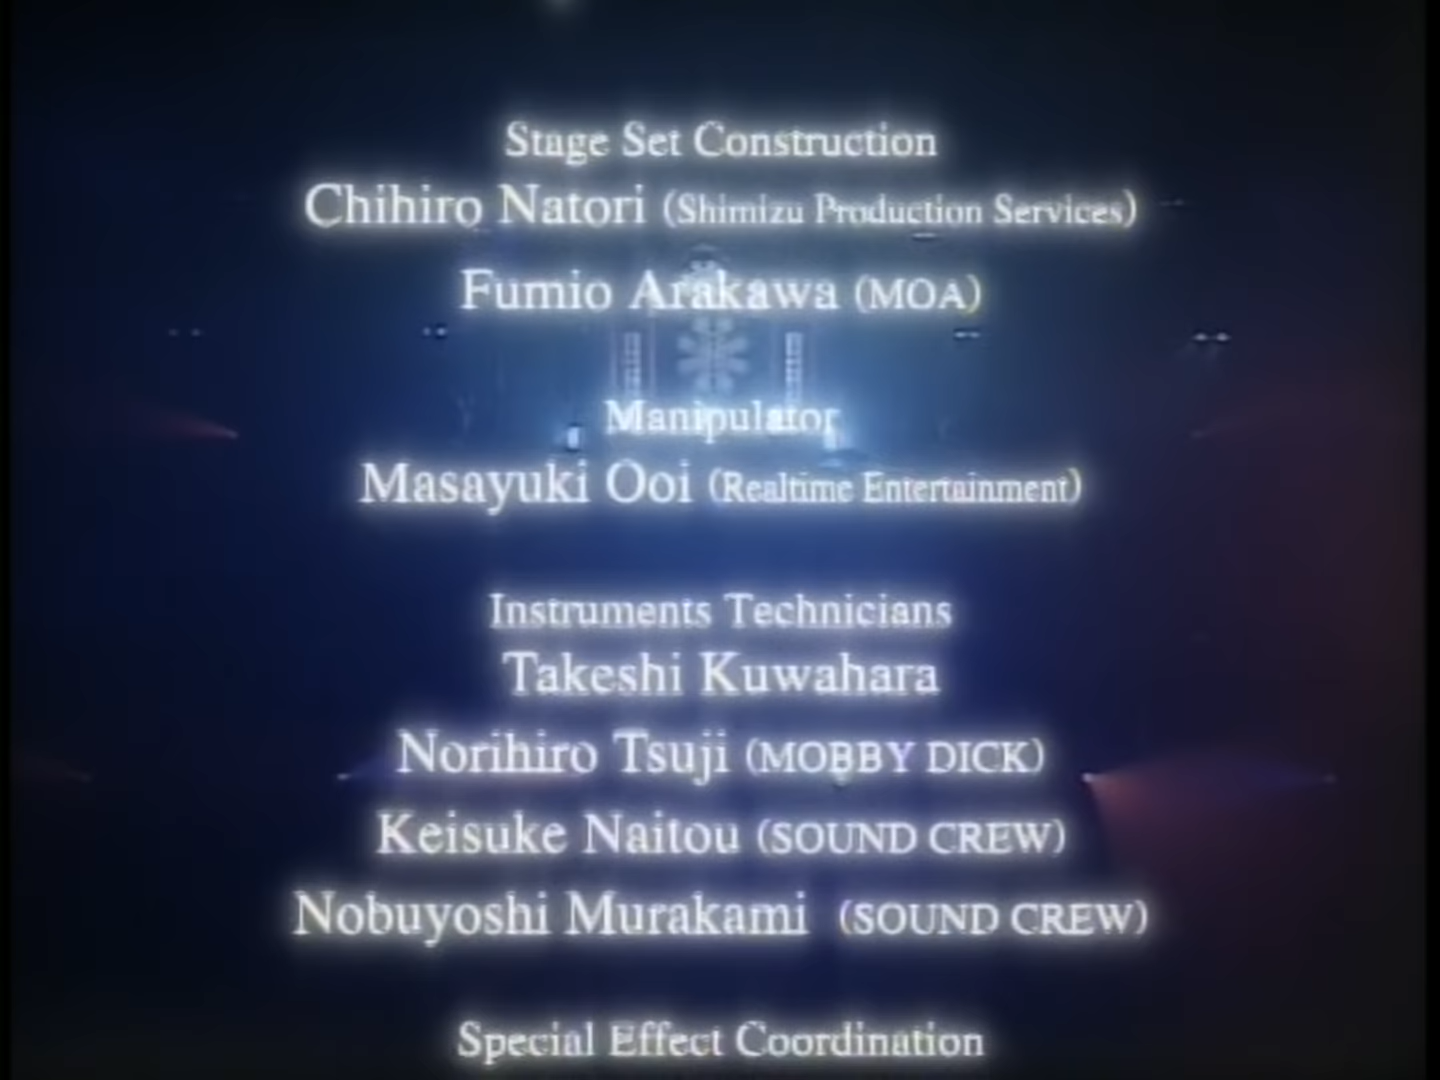 Stage Set Construction
Chihiro Natori (Shimizu Production Services)
Fumio Arakawa (MOA)
Manipulator
Masayuki Ooi (Realtime Entertainment)
Instruments Technicians
Takeshi Kuwahara
Norihiro Tsuji (MOBBY DICK)
Keisuke Naitou (SOUND CREW)
Nobuyoshi Murakami (SOUND CREW)
Special Effect Coordination